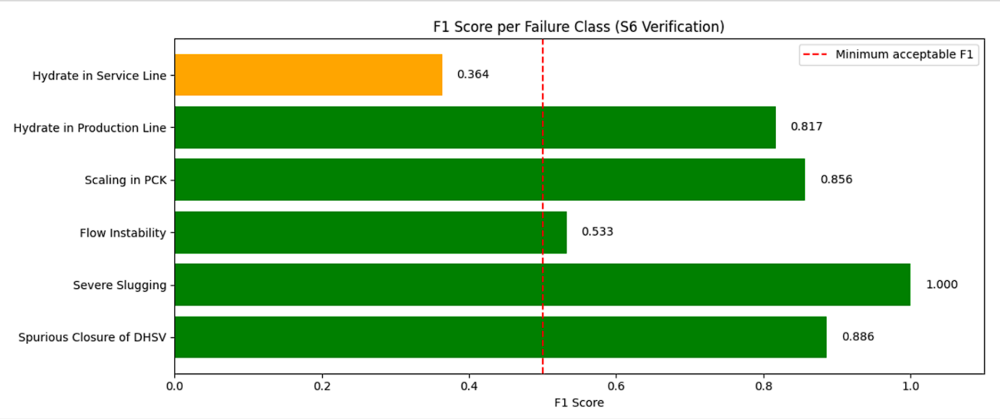 F1 Score per Failure Class (S6 Verification)
Minimum acceptable F1
Hydrate in Service Line 0.364
Hydrate in Production Line 0.817
Scaling in PCK 0.856
Flow Instability 0.533
Severe Slugging 1.000
Spurious Closure of DHSV 0.886
0.0 0.2 0.4 0.6 0.8 1.0
F1 Score